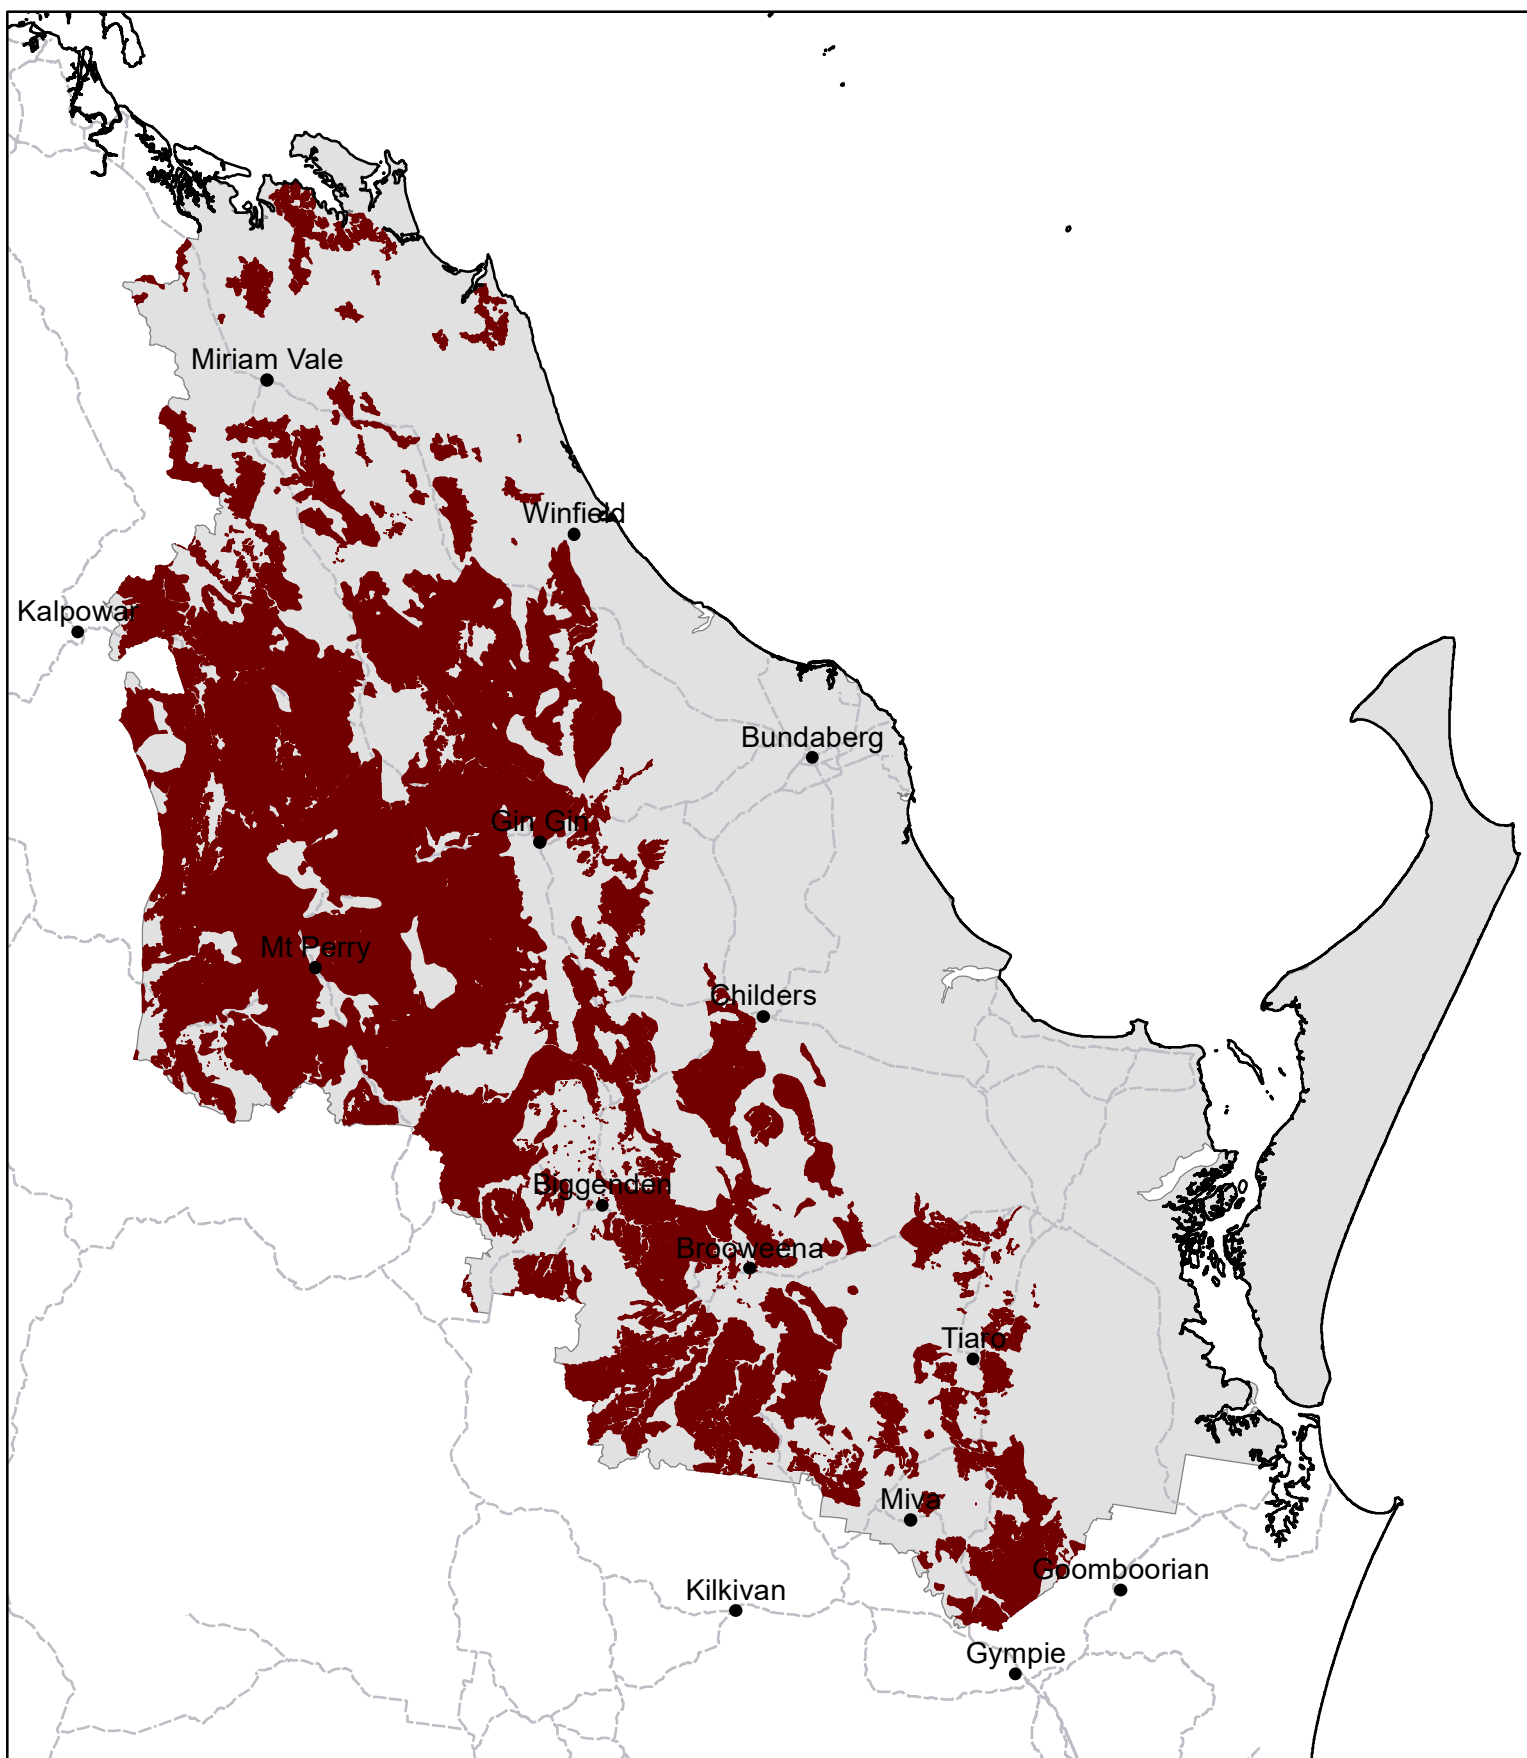 Miriam Vale
Winfield
Kalpowar
Bundaberg
Gin Gin
Mt Perry
Childers
Biggenden
Brooweena
Tiaro
Miva
Goomboorian
Kilkivan
Gympie